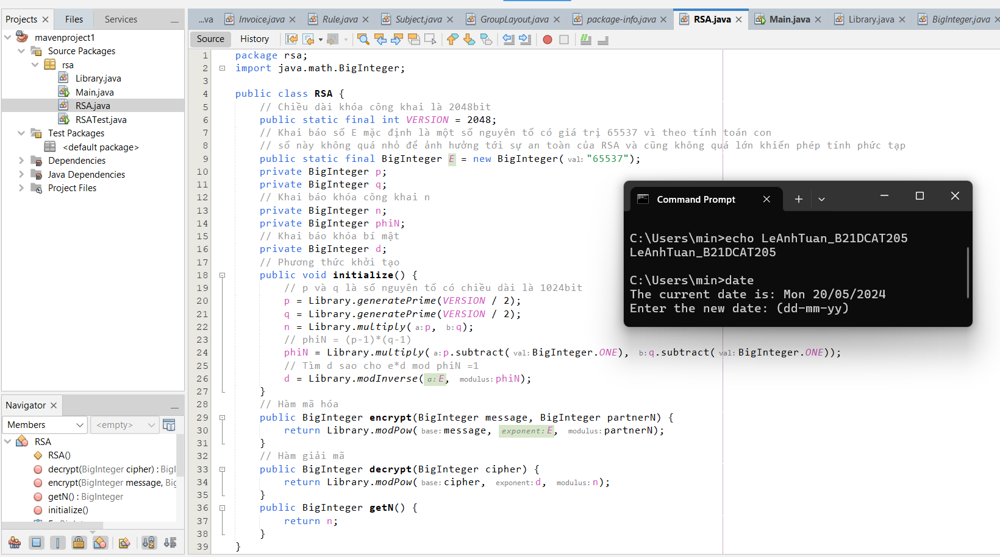 Projects Files Services
mavenproject1
Source Packages
rsa
Library.java
Main.java
RSA.java
RSATest.java
Test Packages
<default package>
Dependencies
Java Dependencies
Project Files
Navigator
Members <empty>
RSA
RSA()
decrypt(BigInteger cipher) : BigI
encrypt(BigInteger message, Big
getN() : BigInteger
initialize()
...va Invoice.java Rule.java Subject.java GroupLayout.java package-info.java RSA.java Main.java Library.java BigInteger.java
Source History
1 package rsa;
2 import java.math.BigInteger;
3
4 public class RSA {
5 // Chiều dài khóa công khai là 2048bit
6 public static final int VERSION = 2048;
7 // Khai báo số E mặc định là một số nguyên tố có giá trị 65537 vì theo tính toán con
8 // số này không quá nhỏ để ảnh hưởng tới sự an toàn của RSA và cũng không quá lớn khiến phép tính phức tạp
9 public static final BigInteger E = new BigInteger( val: "65537");
10 private BigInteger p;
11 private BigInteger q;
12 // Khai báo khóa công khai n
13 private BigInteger n;
14 private BigInteger phiN;
15 // Khai báo khóa bí mật
16 private BigInteger d;
17 // Phương thức khởi tạo
18 public void initialize() {
19 // p và q là số nguyên tố có chiều dài là 1024bit
20 p = Library.generatePrime(VERSION / 2);
21 q = Library.generatePrime(VERSION / 2);
22 n = Library.multiply( a: p, b: q);
23 // phiN = (p-1)*(q-1)
24 phiN = Library.multiply( a: p.subtract( val: BigInteger.ONE), b: q.subtract( val: BigInteger.ONE));
25 // Tìm d sao cho e*d mod phiN =1
26 d = Library.modInverse( a: E, modulus: phiN);
27 }
28 // Hàm mã hóa
29 public BigInteger encrypt(BigInteger message, BigInteger partnerN) {
30 return Library.modPow( base: message, exponent: E, modulus: partnerN);
31 }
32 // Hàm giải mã
33 public BigInteger decrypt(BigInteger cipher) {
34 return Library.modPow( base: cipher, exponent: d, modulus: n);
35 }
36 public BigInteger getN() {
37 return n;
38 }
39 }
Command Prompt
C:\Users\min>echo LeAnhTuan_B21DCAT205
LeAnhTuan_B21DCAT205
C:\Users\min>date
The current date is: Mon 20/05/2024
Enter the new date: (dd-mm-yy)